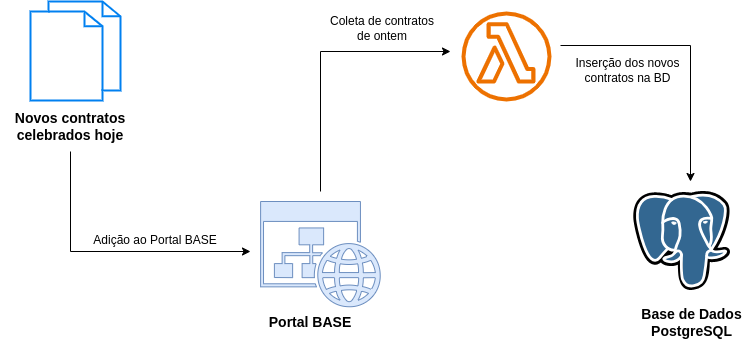 Coleta de contratos
de ontem
Inserção dos novos
contratos na BD
Novos contratos
celebrados hoje
Adição ao Portal BASE
Portal BASE
Base de Dados
PostgreSQL